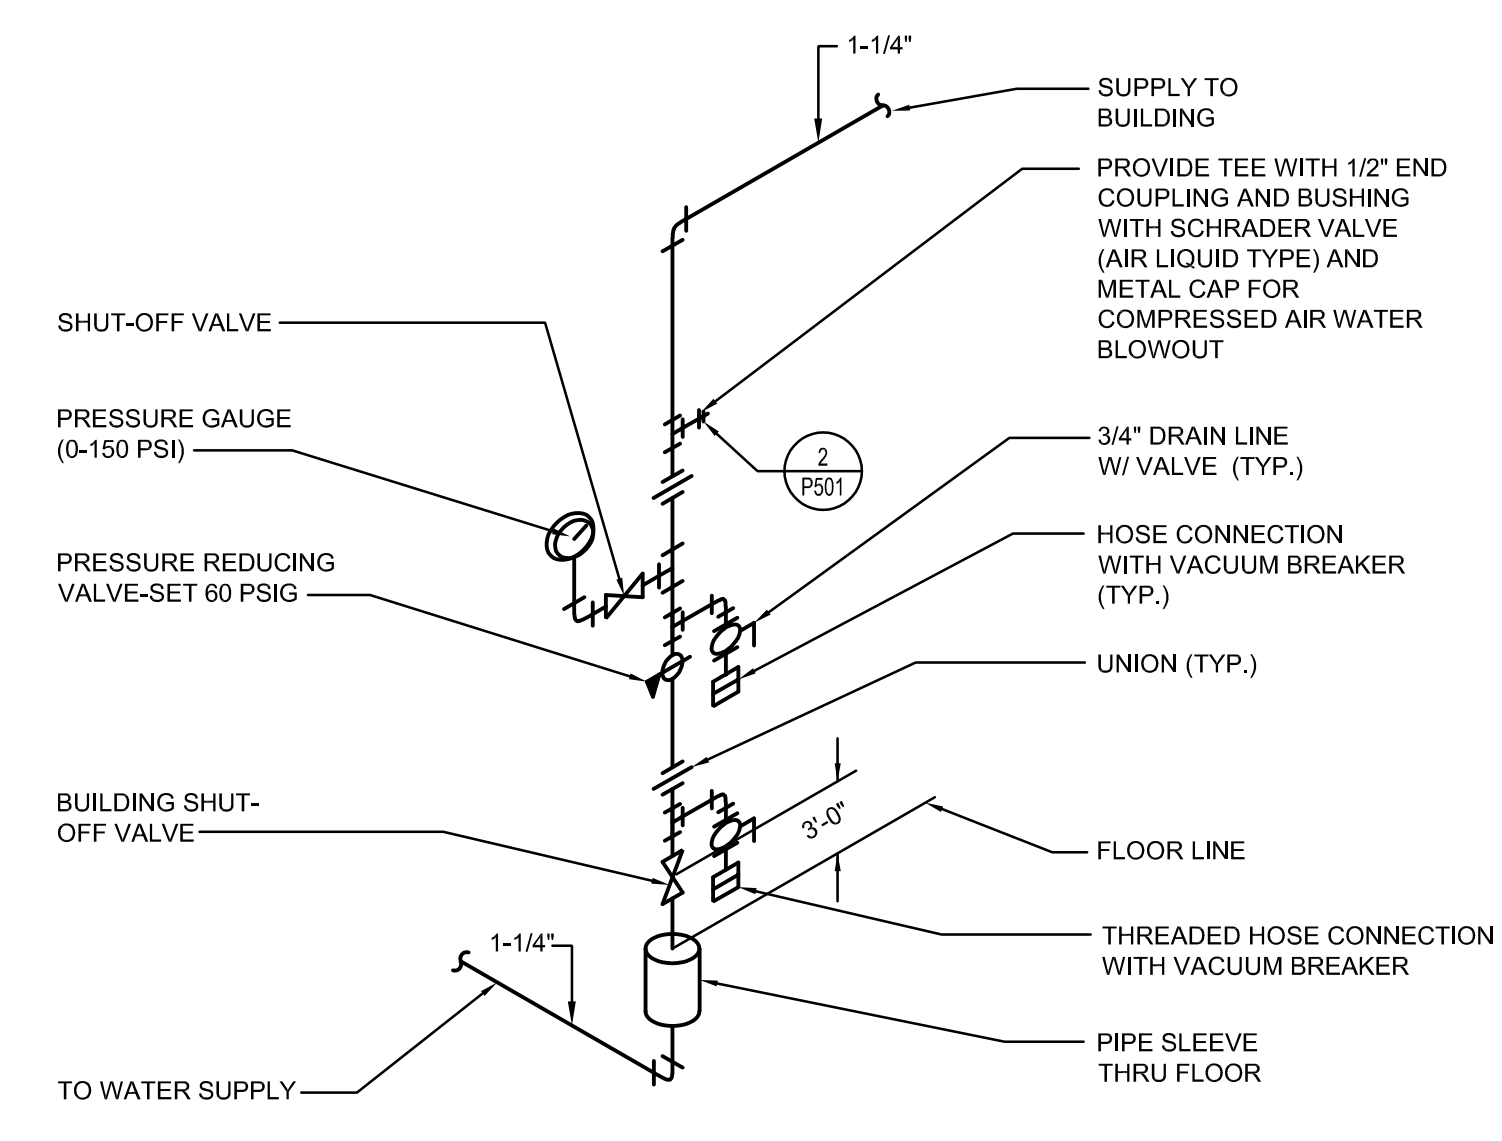 1-1/4"
SUPPLY TO
BUILDING
PROVIDE TEE WITH 1/2" END
COUPLING AND BUSHING
WITH SCHRADER VALVE
(AIR LIQUID TYPE) AND
METAL CAP FOR
COMPRESSED AIR WATER
BLOWOUT
SHUT-OFF VALVE
PRESSURE GAUGE
(0-150 PSI)
2
P501
3/4" DRAIN LINE
W/ VALVE (TYP.)
HOSE CONNECTION
WITH VACUUM BREAKER
(TYP.)
PRESSURE REDUCING
VALVE-SET 60 PSIG
UNION (TYP.)
BUILDING SHUT-
OFF VALVE
3'-0"
FLOOR LINE
THREADED HOSE CONNECTION
WITH VACUUM BREAKER
1-1/4"
PIPE SLEEVE
THRU FLOOR
TO WATER SUPPLY